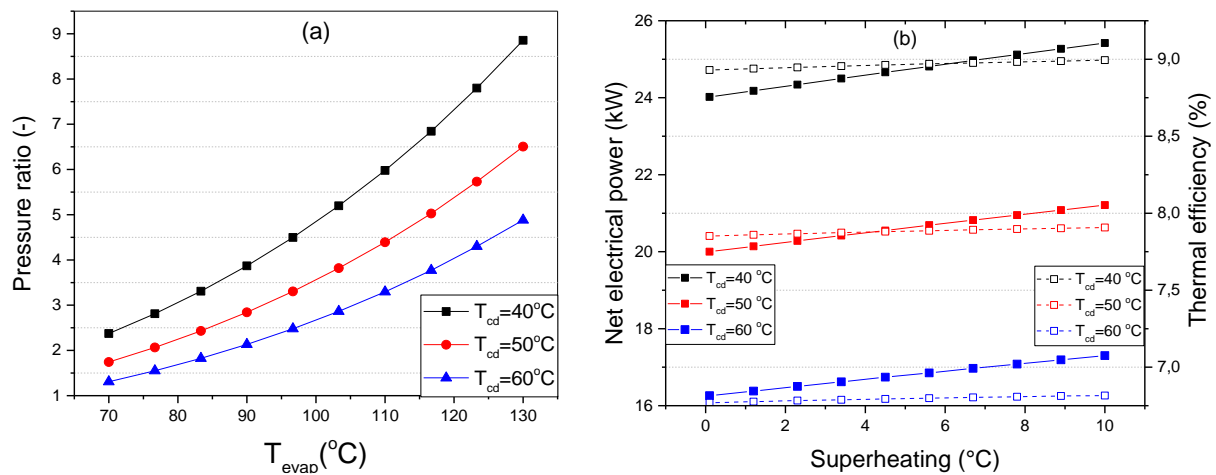 (a)
9
8
7
6
5
4
3
2
1
Pressure ratio (-)
T_cd=40°C
T_cd=50°C
T_cd=60°C
70 80 90 100 110 120 130
T_evap(°C)
(b)
26
24
22
20
18
16
Net electrical power (kW)
9,0
8,5
8,0
7,5
7,0
Thermal efficiency (%)
T_cd=40 °C
T_cd=50 °C
T_cd=60 °C
T_cd=40 °C
T_cd=50 °C
T_cd=60 °C
0 2 4 6 8 10
Superheating (°C)